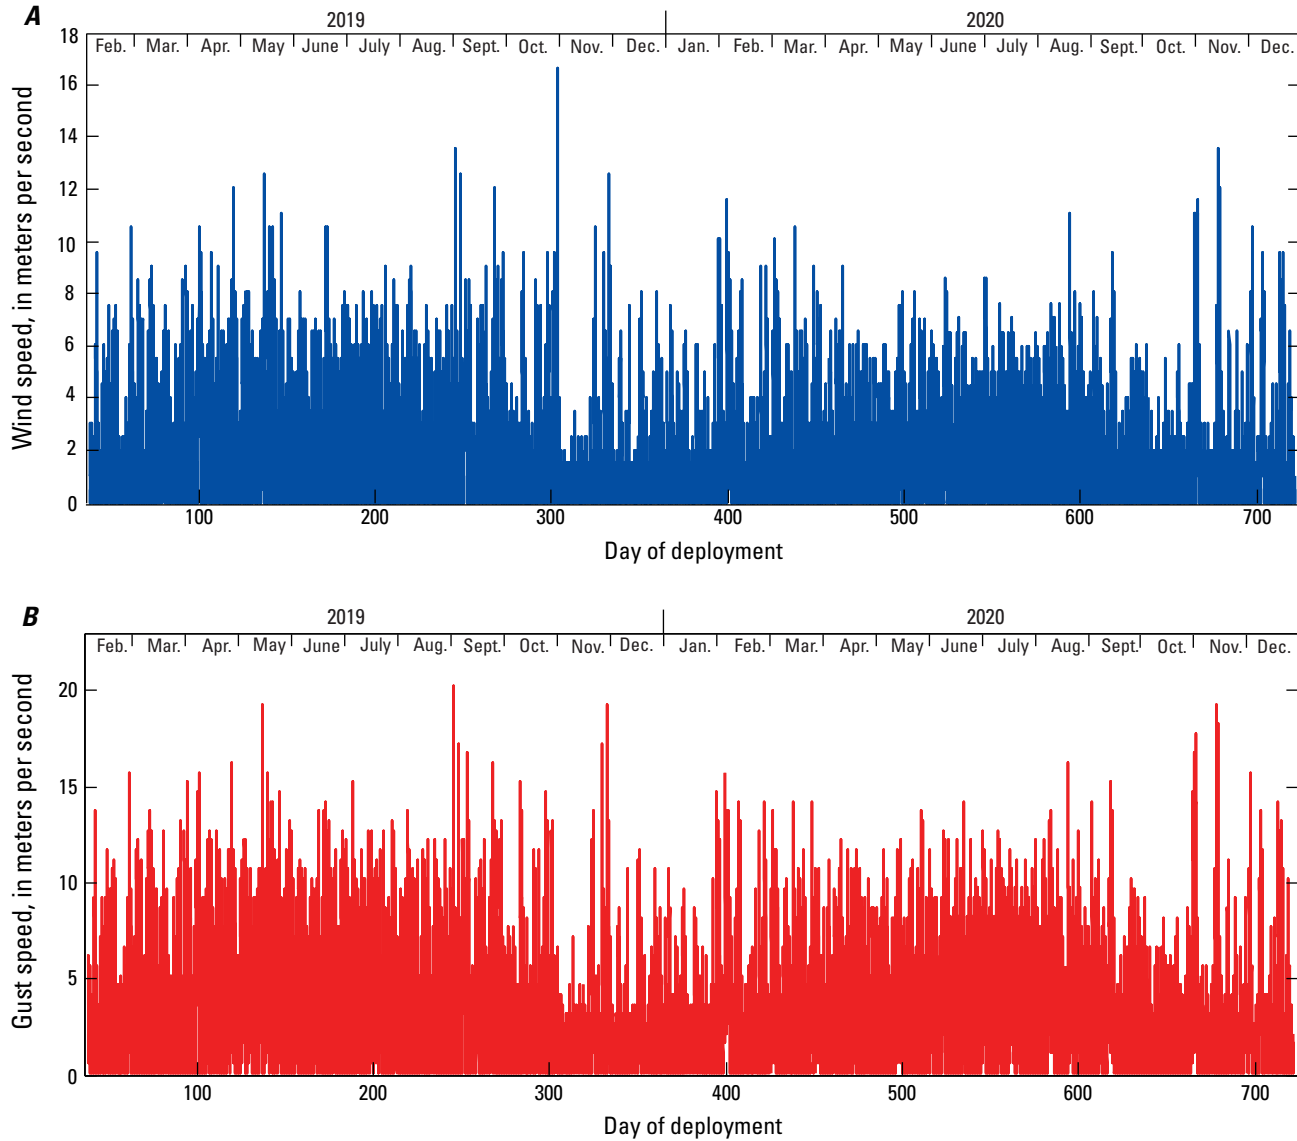 A
2019 2020
Feb. Mar. Apr. May June July Aug. Sept. Oct. Nov. Dec. Jan. Feb. Mar. Apr. May June July Aug. Sept. Oct. Nov. Dec.
Wind speed, in meters per second
18
16
14
12
10
8
6
4
2
0
100 200 300 400 500 600 700
Day of deployment
B
2019 2020
Feb. Mar. Apr. May June July Aug. Sept. Oct. Nov. Dec. Jan. Feb. Mar. Apr. May June July Aug. Sept. Oct. Nov. Dec.
Gust speed, in meters per second
20
15
10
5
0
100 200 300 400 500 600 700
Day of deployment